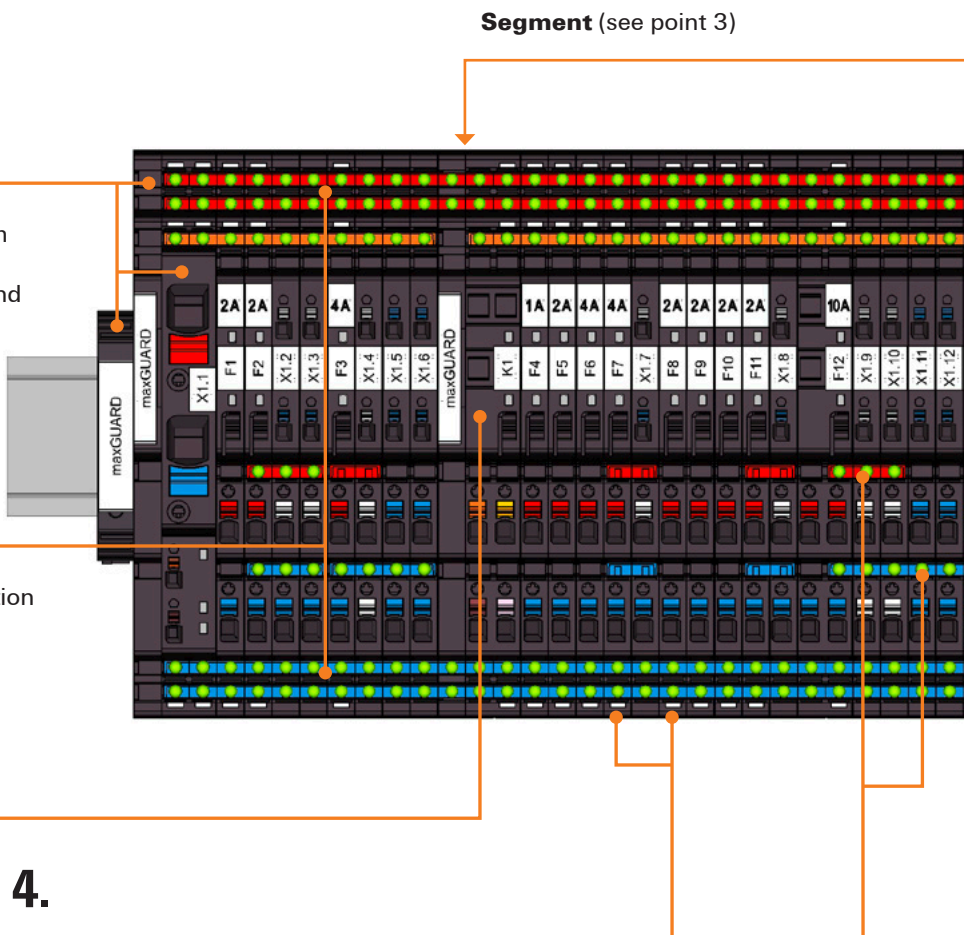 Segment (see point 3)
n
nd
tion
2A 2A 4A 1A 2A 4A 4A 2A 2A 2A 2A 10A
maxGUARD
maxGUARD
X1.1 F1 F2 X1.2 X1.3 F3 X1.4 X1.5 X1.6
maxGUARD
K1 F4 F5 F6 F7 X1.7 F8 F9 F10 F11 X1.8 F12 X1.9 X1.10 X1.11 X1.12
4.